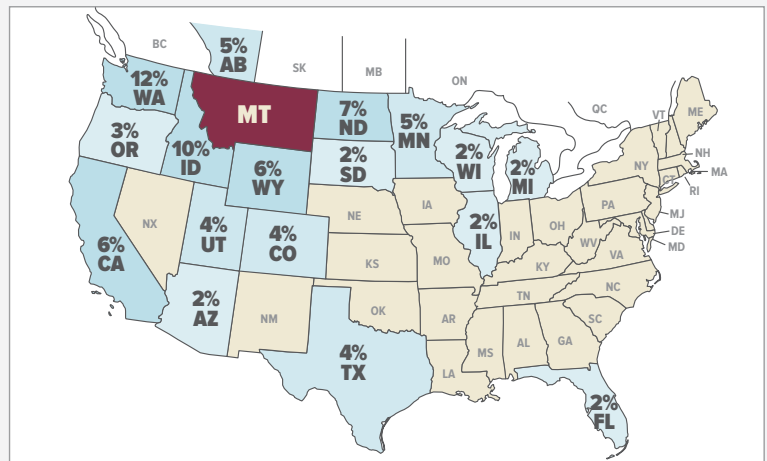 BC
5%
AB
SK
MB
ON
QC
12%
WA
MT
7%
ND
5%
MN
VT
ME
3%
OR
10%
ID
6%
WY
2%
SD
2%
WI
2%
MI
NY
NH
MA
CT
RI
NX
4%
UT
4%
CO
NE
IA
2%
IL
IN
OH
PA
MJ
DE
MD
6%
CA
KS
MO
KY
WV
VA
2%
AZ
NM
OK
AR
TN
NC
SC
4%
TX
LA
MS
AL
GA
2%
FL